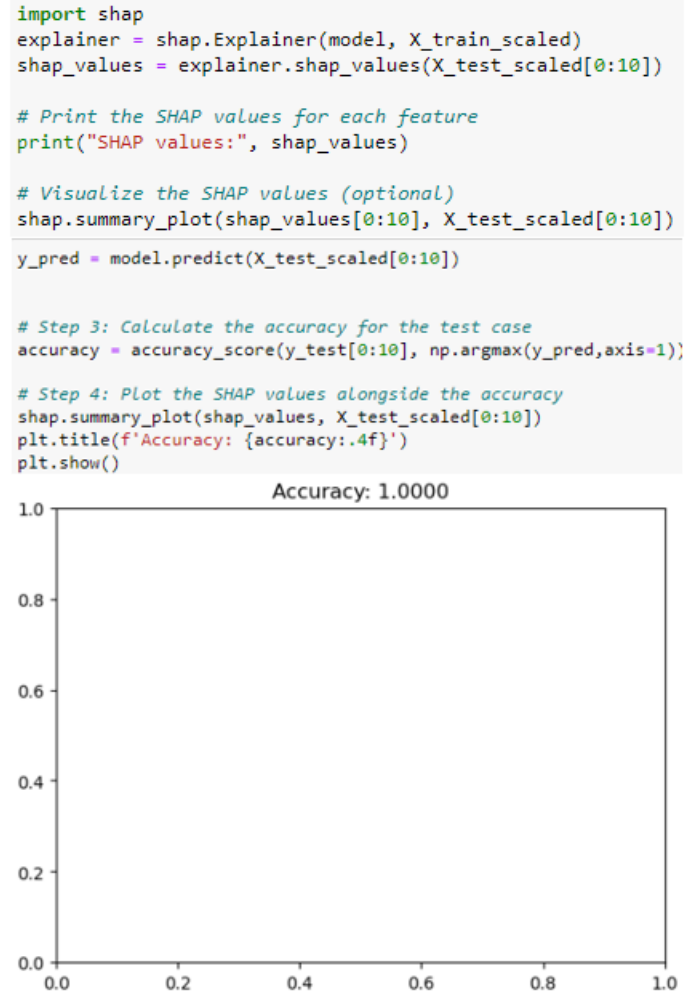 import shap
explainer = shap.Explainer(model, X_train_scaled)
shap_values = explainer.shap_values(X_test_scaled[0:10])
# Print the SHAP values for each feature
print("SHAP values:", shap_values)
# Visualize the SHAP values (optional)
shap.summary_plot(shap_values[0:10], X_test_scaled[0:10])
y_pred = model.predict(X_test_scaled[0:10])
# Step 3: Calculate the accuracy for the test case
accuracy = accuracy_score(y_test[0:10], np.argmax(y_pred,axis=1))
# Step 4: Plot the SHAP values alongside the accuracy
shap.summary_plot(shap_values, X_test_scaled[0:10])
plt.title(f'Accuracy: {accuracy:.4f}')
plt.show()
Accuracy: 1.0000
1.0
0.8
0.6
0.4
0.2
0.0
0.0 0.2 0.4 0.6 0.8 1.0